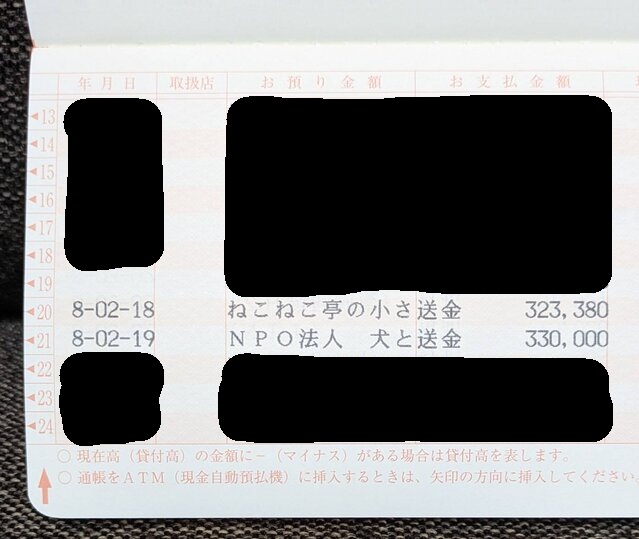 年月日 取扱店 お預り金額 お支払金額
◀13
◀14
◀15
◀16
◀17
◀18
◀19
◀20 8-02-18 ねこねこ亭の小さ送金 323,380
◀21 8-02-19 NPO法人 犬と送金 330,000
◀22
◀23
◀24
○ 現在高（貸付高）の金額に－（マイナス）がある場合は貸付高を表します。
○ 通帳をATM（現金自動預払機）に挿入するときは、矢印の方向に挿入してください。